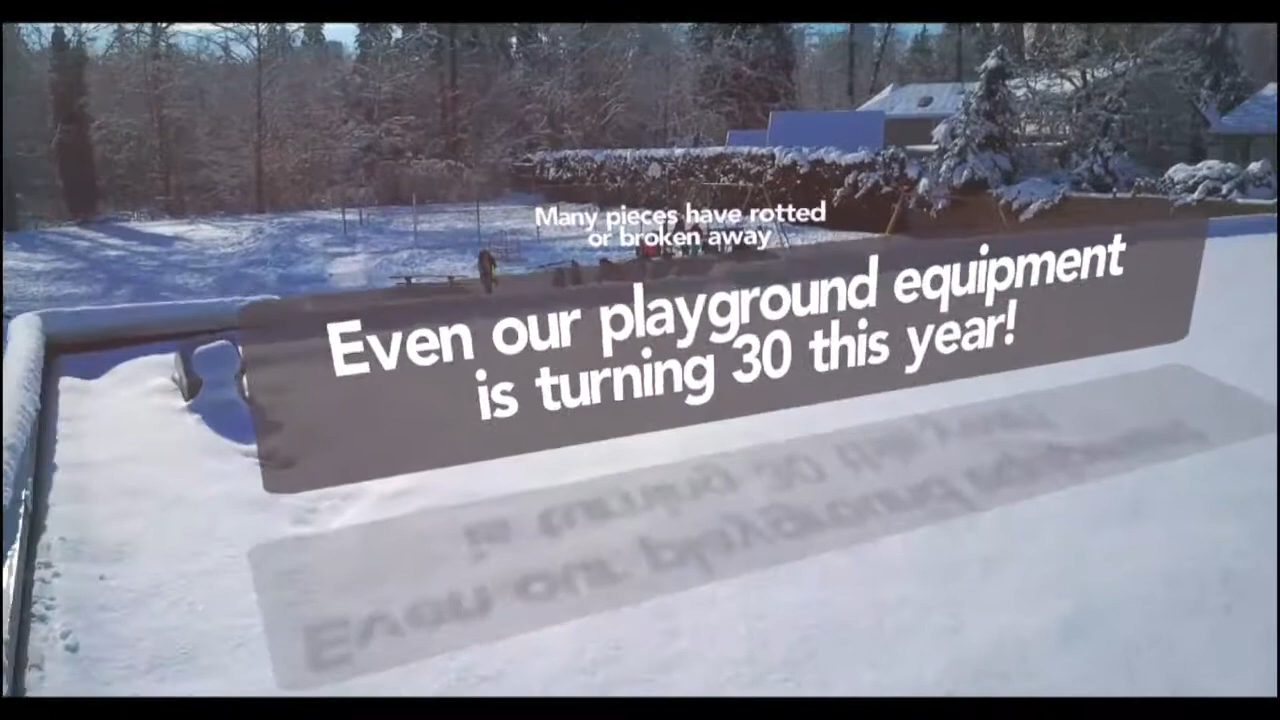 Many pieces have rotted
or broken away
Even our playground equipment
is turning 30 this year!